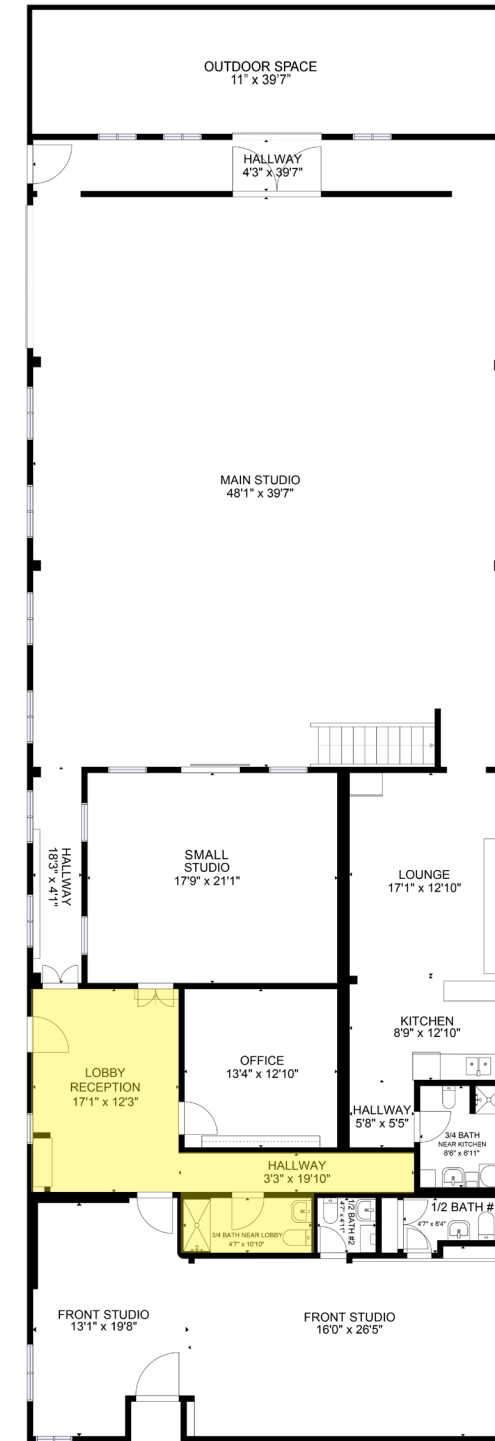 OUTDOOR SPACE
11" x 39'7"
HALLWAY
4'3" x 39'7"
MAIN STUDIO
48'1" x 39'7"
HALLWAY
18'3" x 4'1"
SMALL
STUDIO
17'9" x 21'1"
LOUNGE
17'1" x 12'10"
KITCHEN
8'9" x 12'10"
OFFICE
13'4" x 12'10"
LOBBY
RECEPTION
17'1" x 12'3"
HALLWAY
5'8" x 5'5"
3/4 BATH
NEAR KITCHEN
8'6" x 6'11"
HALLWAY
3'3" x 19'10"
3/4 BATH NEAR LOBBY
4'7" x 10'10"
1/2 BATH #2
4'7" x 4'11"
1/2 BATH #
4'7" x 8'4"
FRONT STUDIO
13'1" x 19'8"
FRONT STUDIO
16'0" x 26'5"